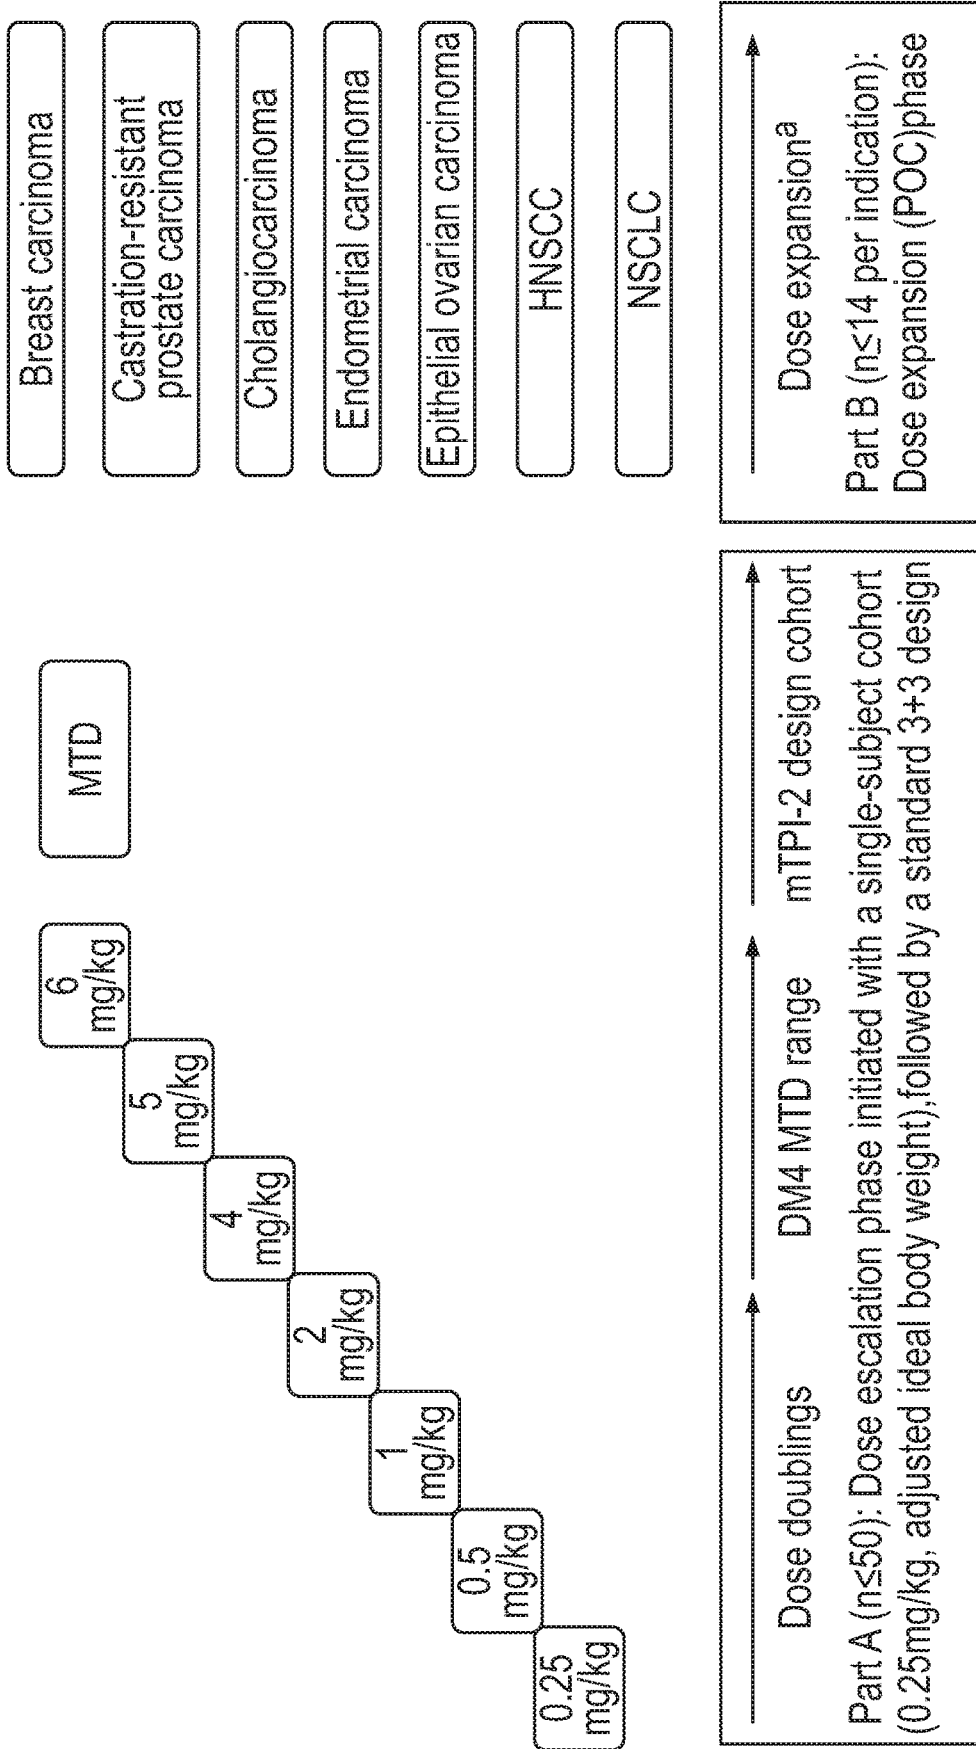 0.25
mg/kg
0.5
mg/kg
1
mg/kg
2
mg/kg
4
mg/kg
5
mg/kg
6
mg/kg
MTD
Breast carcinoma
Castration-resistant
prostate carcinoma
Cholangiocarcinoma
Endometrial carcinoma
Epithelial ovarian carcinoma
HNSCC
NSCLC
Dose doublings
DM4 MTD range
mTPI-2 design cohort
Part A (n≤50): Dose escalation phase initiated with a single-subject cohort
(0.25mg/kg, adjusted ideal body weight),followed by a standard 3+3 design
Dose expansiona
Part B (n≤14 per indication):
Dose expansion (POC)phase